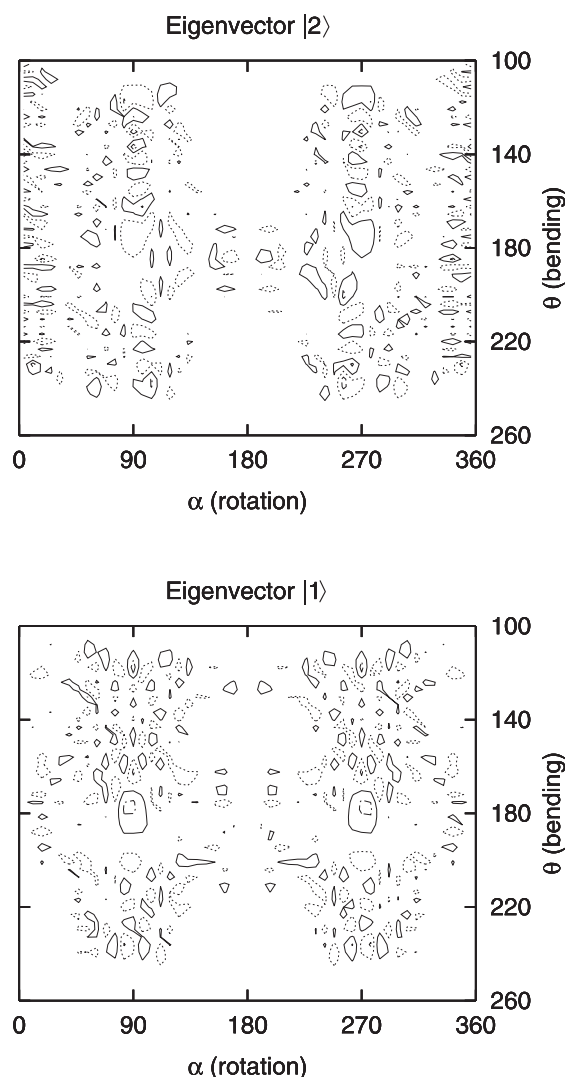 Eigenvector |2⟩
100
140
180
220
260
θ (bending)
0 90 180 270 360
α (rotation)
Eigenvector |1⟩
100
140
180
220
260
θ (bending)
0 90 180 270 360
α (rotation)